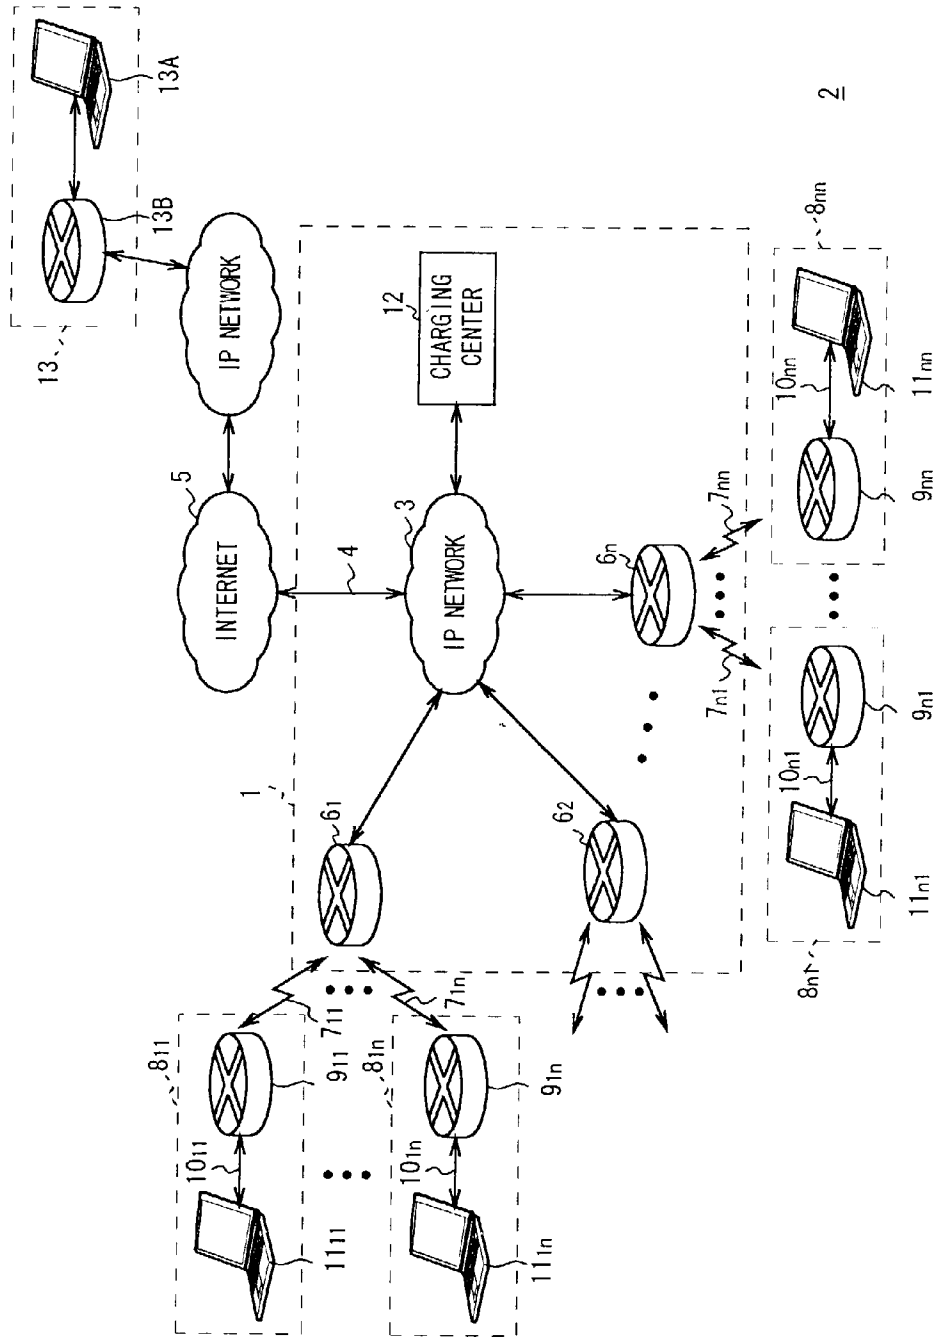 13
13A
13B
IP NETWORK
5
INTERNET
4
3
IP NETWORK
12
CHARGING
CENTER
2
1
6₁
6₂
6ₙ
7₁₁
7₁ₙ
7ₙ₁
7ₙₙ
8₁₁
9₁₁
10₁₁
11₁₁
8₁ₙ
9₁ₙ
10₁ₙ
11₁ₙ
8ₙ₁
9ₙ₁
10ₙ₁
11ₙ₁
8ₙₙ
9ₙₙ
10ₙₙ
11ₙₙ